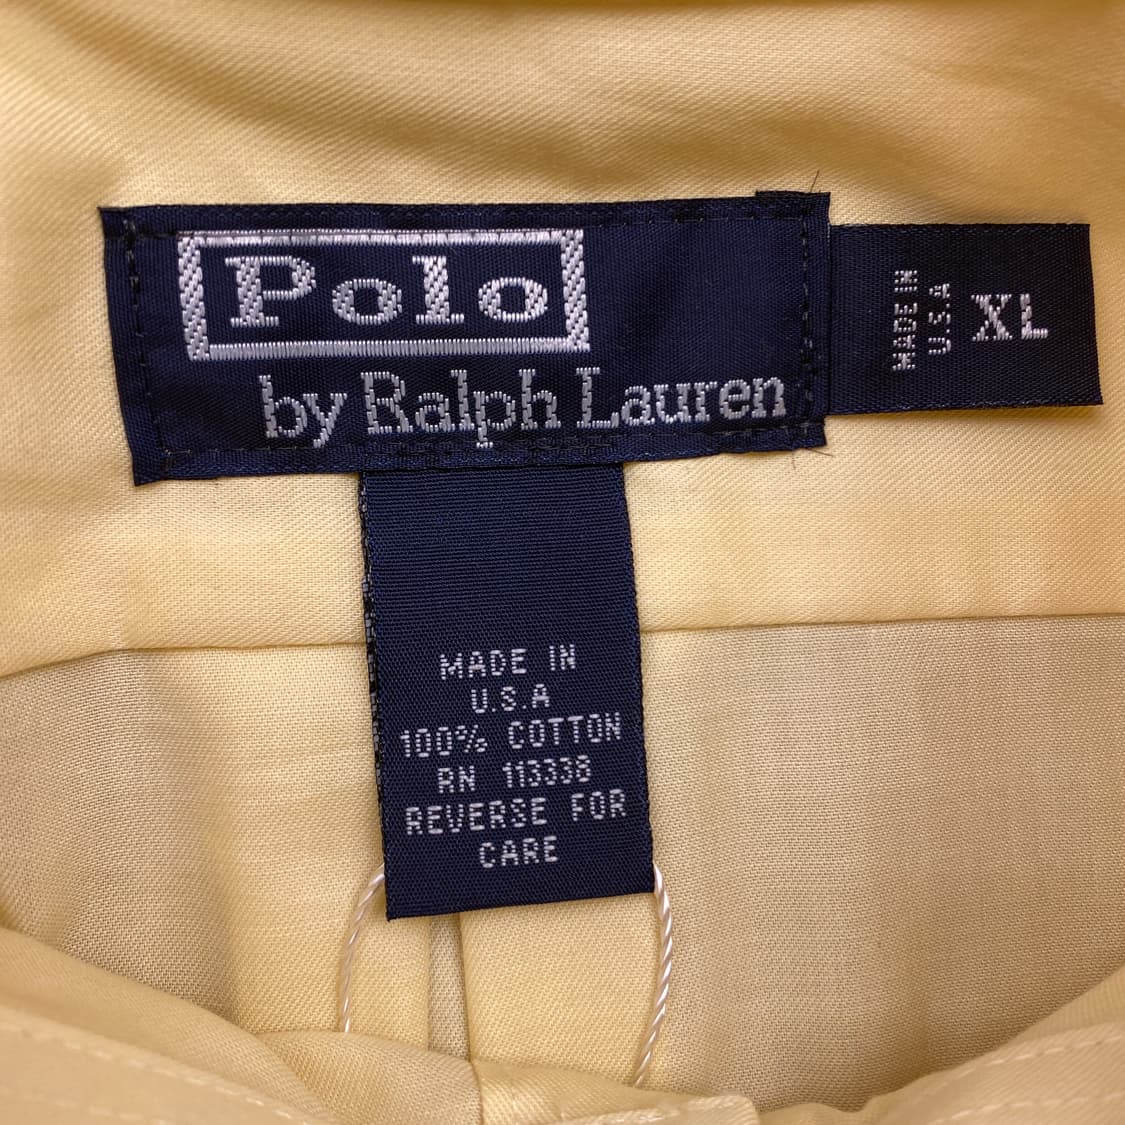 Polo
by Ralph Lauren
MADE IN
U.S.A
XL
MADE IN
U.S.A
100% COTTON
RN 113338
REVERSE FOR
CARE